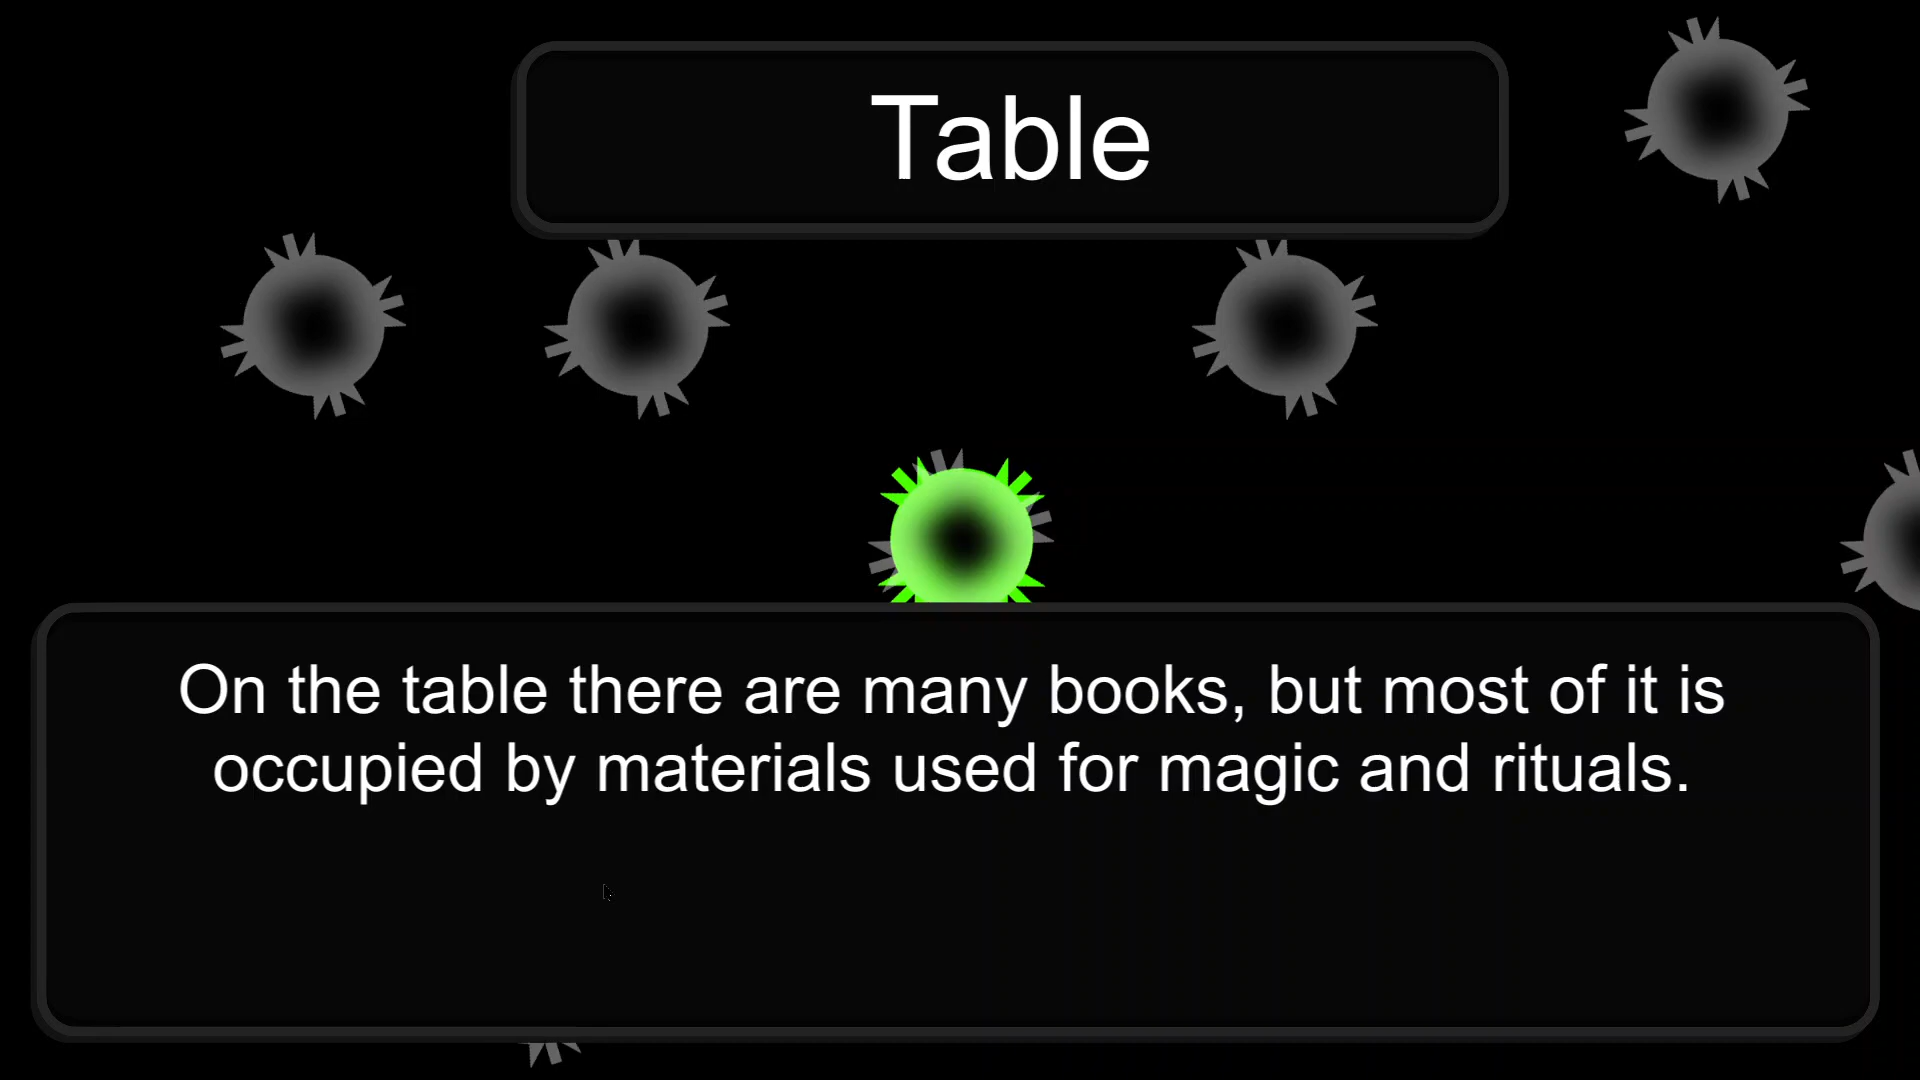 Table
On the table there are many books, but most of it is
occupied by materials used for magic and rituals.